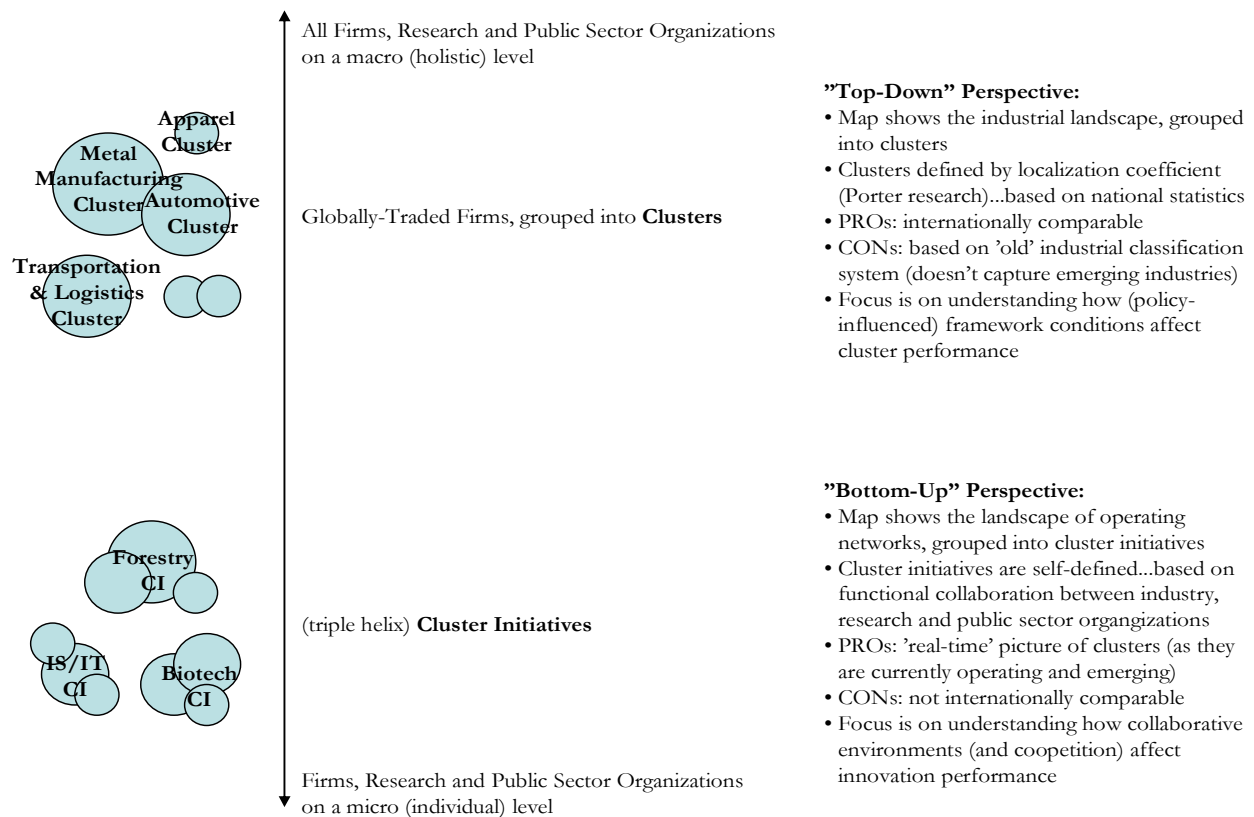 All Firms, Research and Public Sector Organizations
on a macro (holistic) level
Apparel
Cluster
Metal
Manufacturing
Cluster
Automotive
Cluster
Transportation
& Logistics
Cluster
Globally-Traded Firms, grouped into Clusters
”Top-Down” Perspective:
• Map shows the industrial landscape, grouped
into clusters
• Clusters defined by localization coefficient
(Porter research)...based on national statistics
• PROs: internationally comparable
• CONs: based on ’old’ industrial classification
system (doesn’t capture emerging industries)
• Focus is on understanding how (policy-
influenced) framework conditions affect
cluster performance
Forestry
CI
IS/IT
CI
Biotech
CI
(triple helix) Cluster Initiatives
”Bottom-Up” Perspective:
• Map shows the landscape of operating
networks, grouped into cluster initiatives
• Cluster initiatives are self-defined...based on
functional collaboration between industry,
research and public sector organgizations
• PROs: ’real-time’ picture of clusters (as they
are currently operating and emerging)
• CONs: not internationally comparable
• Focus is on understanding how collaborative
environments (and coopetition) affect
innovation performance
Firms, Research and Public Sector Organizations
on a micro (individual) level